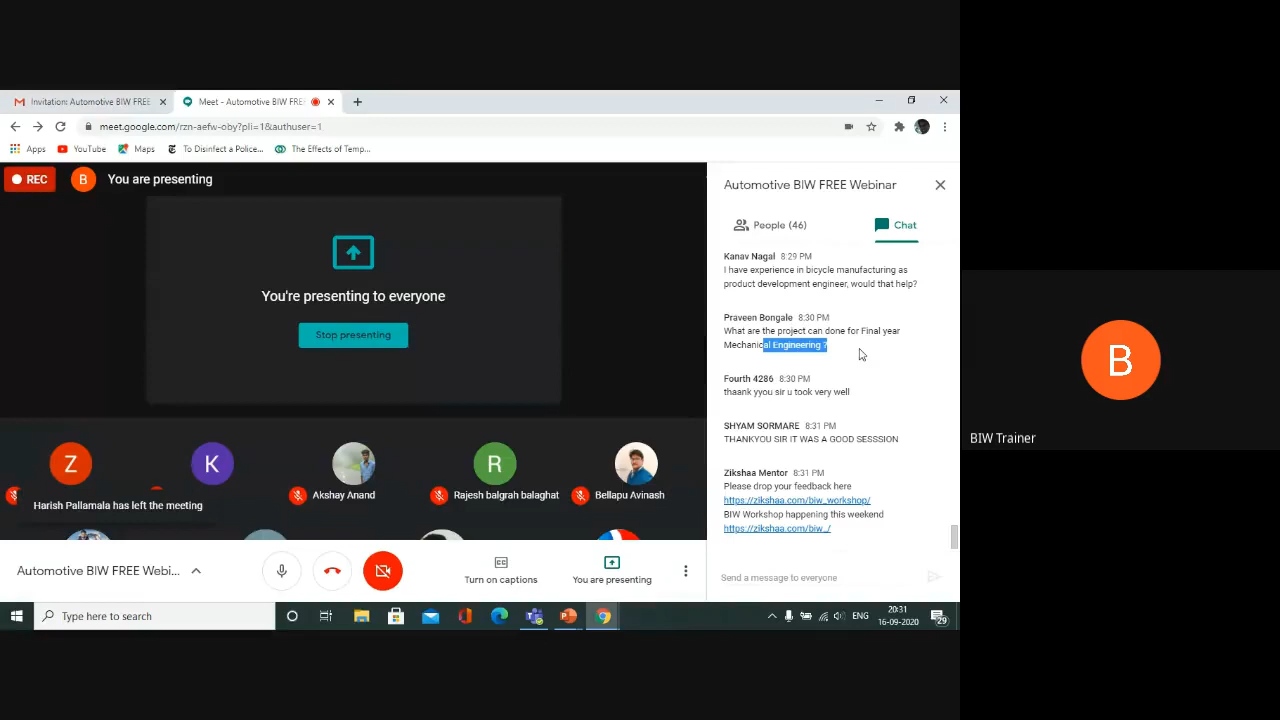 Invitation: Automotive BIW FREE
Meet - Automotive BIW FRE
meet.google.com/rzn-aefw-oby?pli=1&authuser=1
Apps
YouTube
Maps
To Disinfect a Police...
The Effects of Temp...
REC
B
You are presenting
You're presenting to everyone
Stop presenting
Z
K
R
Akshay Anand
Rajesh balgrah balaghat
Bellapu Avinash
Harish Pallamala has left the meeting
Automotive BIW FREE Webi...
Turn on captions
You are presenting
Automotive BIW FREE Webinar
People (46)
Chat
Kanav Nagal 8:29 PM
I have experience in bicycle manufacturing as
product development engineer, would that help?
Praveen Bongale 8:30 PM
What are the project can done for Final year
Mechanical Engineering ?
Fourth 4286 8:30 PM
thaank yyou sir u took very well
SHYAM SORMARE 8:31 PM
THANKYOU SIR IT WAS A GOOD SESSSION
Zikshaa Mentor 8:31 PM
Please drop your feedback here
https://zikshaa.com/biw_workshop/
BIW Workshop happening this weekend
https://zikshaa.com/biw_/
Send a message to everyone
Type here to search
ENG
20:31
16-09-2020
29
B
BIW Trainer